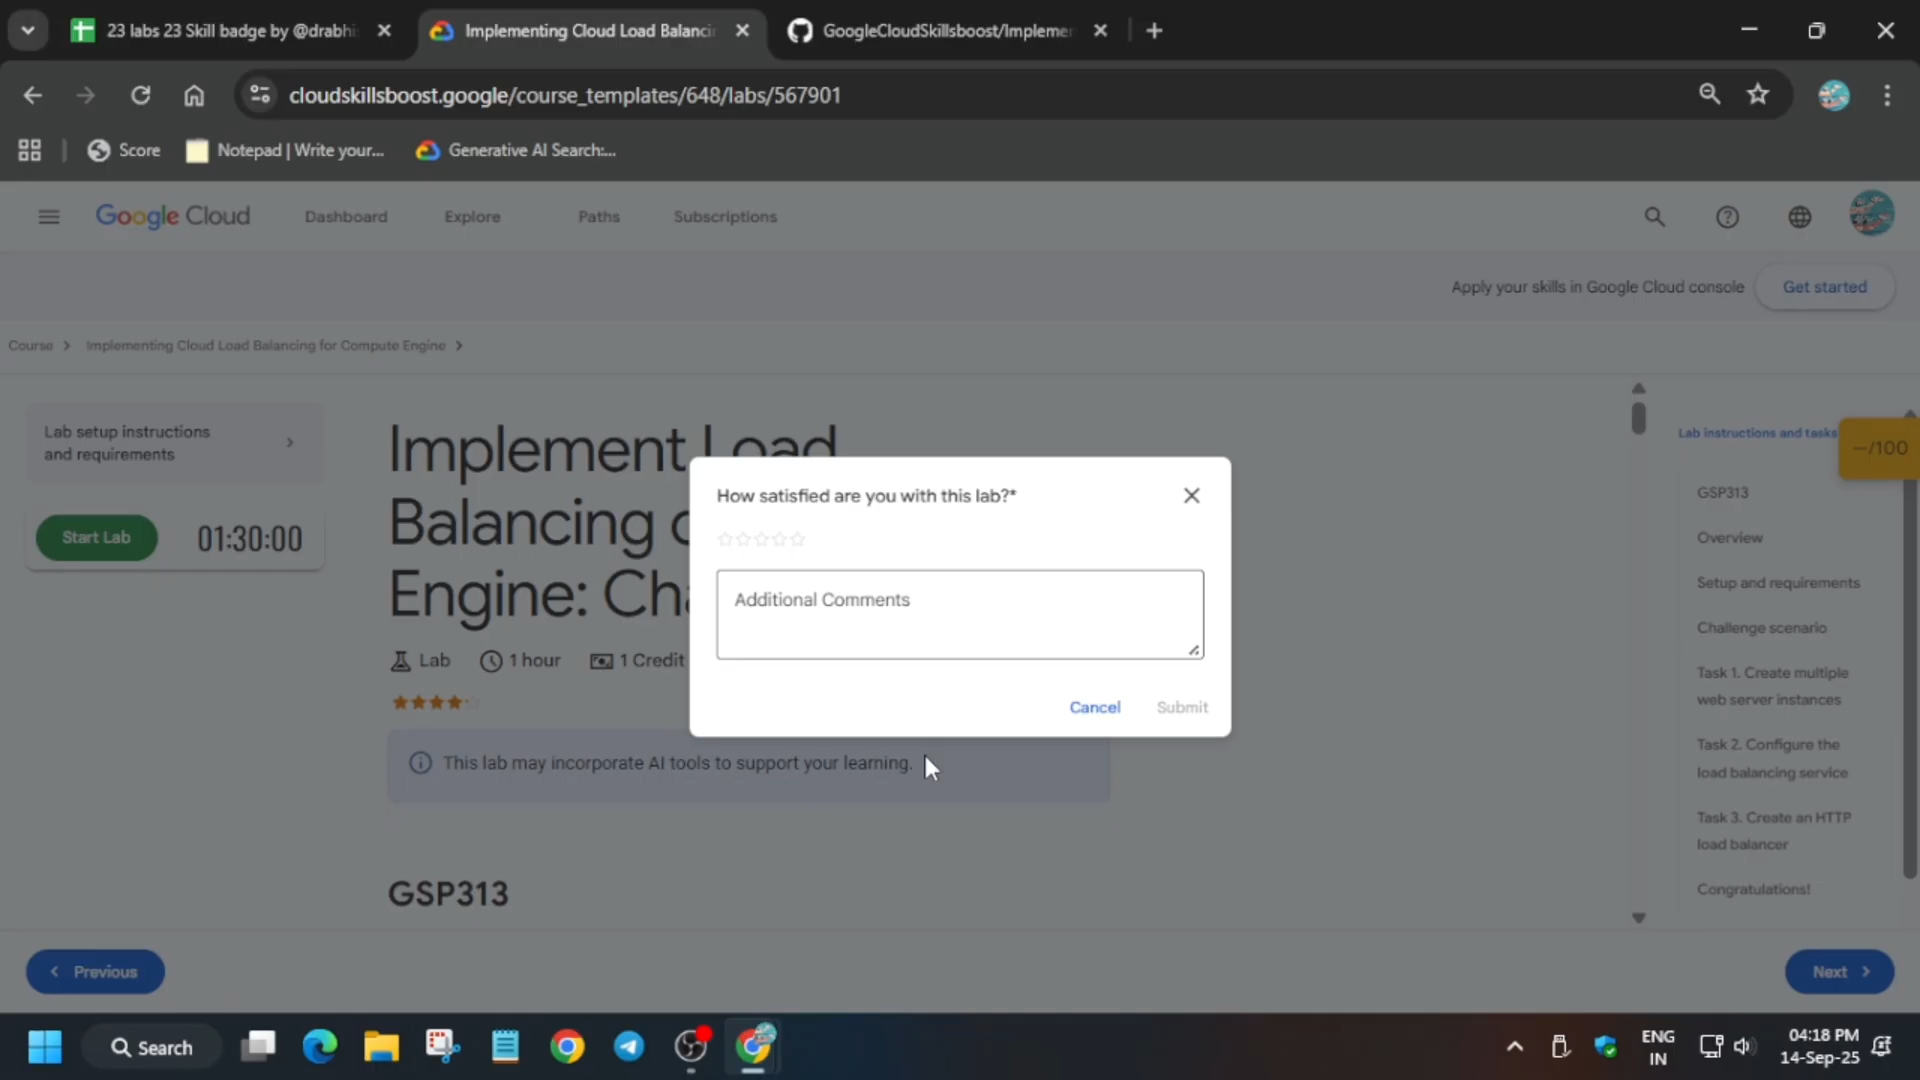 23 labs 23 Skill badge by @drabhi
Implementing Cloud Load Balanci
GoogleCloudSkillsboost/Implemen
cloudskillsboost.google/course_templates/648/labs/567901
Score
Notepad | Write your...
Generative AI Search:...
Google Cloud
Dashboard
Explore
Paths
Subscriptions
Apply your skills in Google Cloud console
Get started
Course
Implementing Cloud Load Balancing for Compute Engine
Lab setup instructions
and requirements
Start Lab
01:30:00
Implement Load
Balancing
Engine:
Lab
1 hour
1 Credit
This lab may incorporate AI tools to support your learning.
GSP313
How satisfied are you with this lab?*
Additional Comments
Cancel
Submit
Lab instructions and tasks
—/100
GSP313
Overview
Setup and requirements
Challenge scenario
Task 1. Create multiple
web server instances
Task 2. Configure the
load balancing service
Task 3. Create an HTTP
load balancer
Congratulations!
Previous
Next
Search
ENG
IN
04:18 PM
14-Sep-25